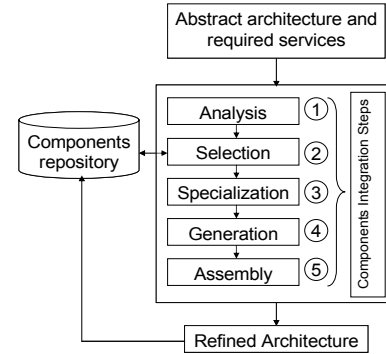 Abstract architecture and
required services
Analysis
1
Components
repository
Selection
2
Specialization
3
Generation
4
Assembly
5
Components Integration Steps
Refined Architecture